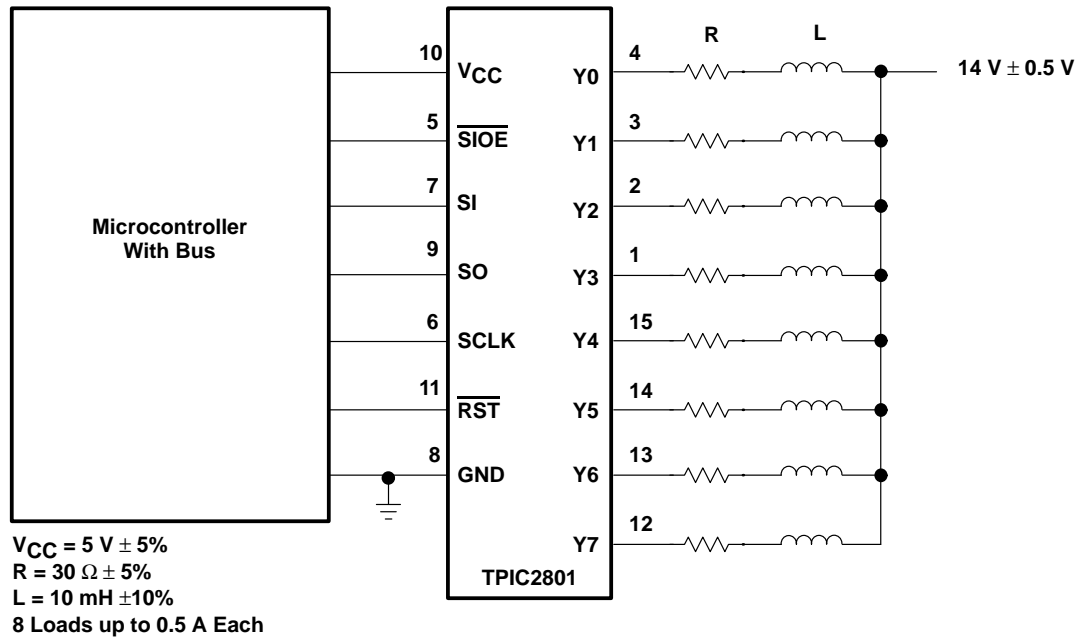 R L
10 VCC Y0 4 14 V ± 0.5 V
5 SIOE Y1 3
7 SI Y2 2
Microcontroller
With Bus
9 SO Y3 1
6 SCLK Y4 15
11 RST Y5 14
8 GND Y6 13
Y7 12
TPIC2801
VCC = 5 V ± 5%
R = 30 Ω ± 5%
L = 10 mH ±10%
8 Loads up to 0.5 A Each